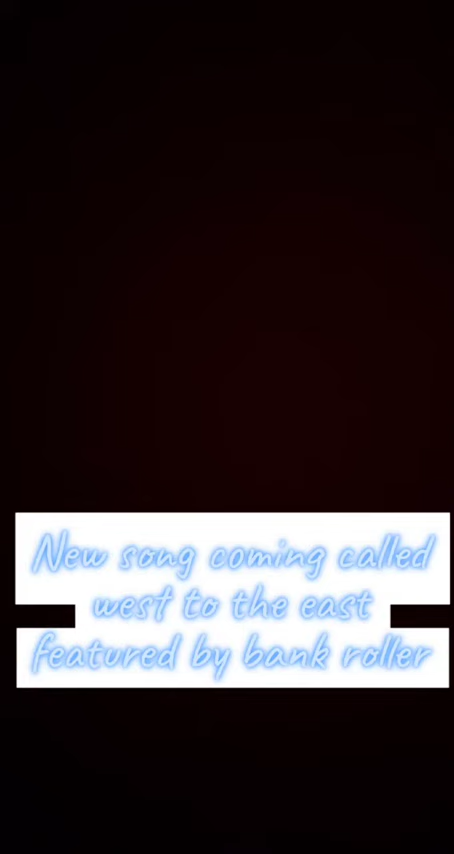 New song coming called
west to the east
featured by bank roller